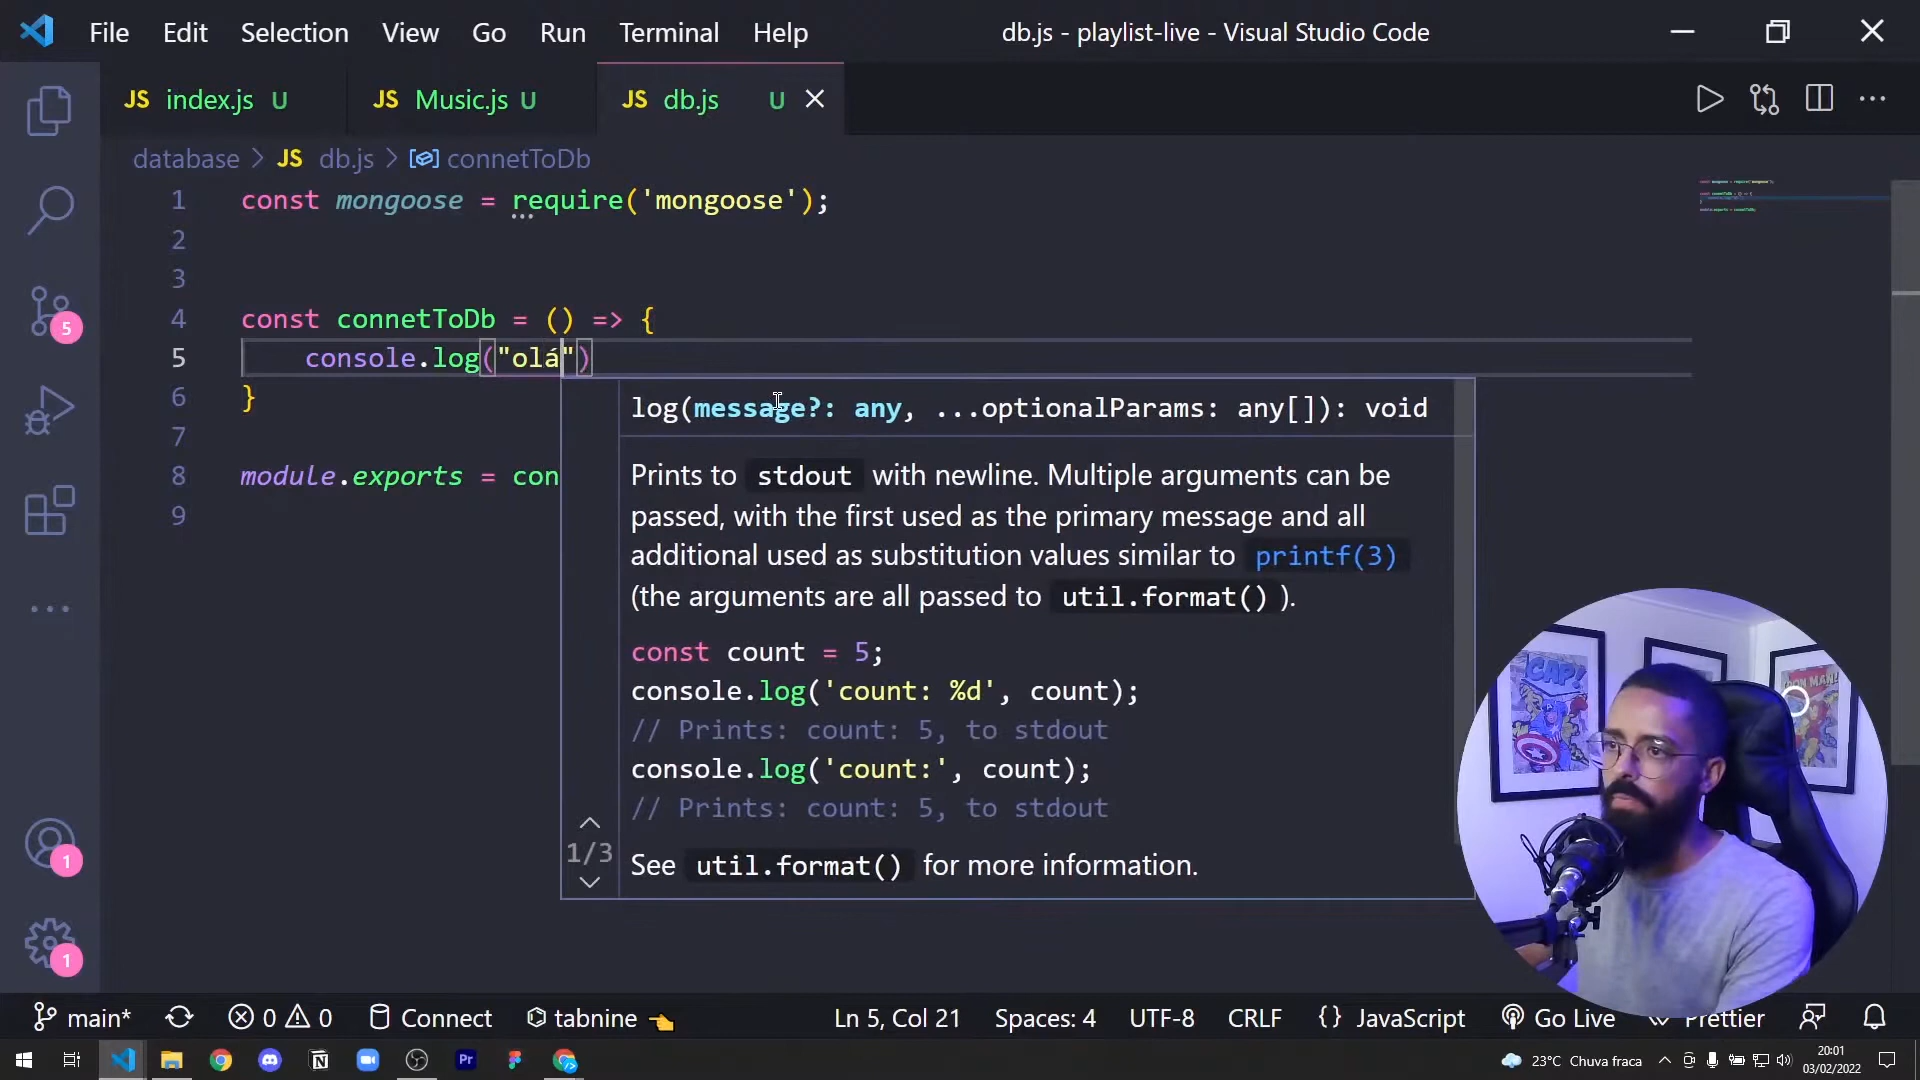 File Edit Selection View Go Run Terminal Help db.js - playlist-live - Visual Studio Code
JS index.js U JS Music.js U JS db.js U
database > JS db.js > connetToDb
1 const mongoose = require('mongoose');
2
3
4 const connetToDb = () => {
5 console.log("olá")
6 }
7
8 module.exports = con
9
log(message?: any, ...optionalParams: any[]): void
Prints to stdout with newline. Multiple arguments can be
passed, with the first used as the primary message and all
additional used as substitution values similar to printf(3)
(the arguments are all passed to util.format() ).
const count = 5;
console.log('count: %d', count);
// Prints: count: 5, to stdout
console.log('count:', count);
// Prints: count: 5, to stdout
1/3
See util.format() for more information.
5
1
1
CAP!
IRON MAN!
main* 0 0 Connect tabnine Ln 5, Col 21 Spaces: 4 UTF-8 CRLF {} JavaScript Go Live Prettier
Pr 23°C Chuva fraca 20:01
03/02/2022